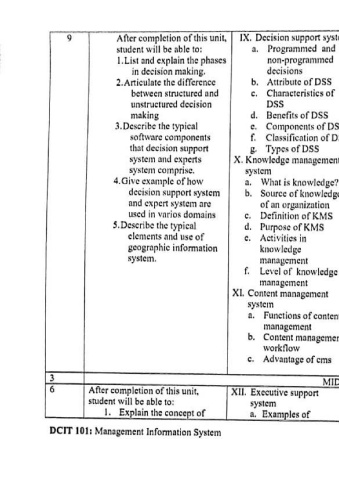 9
After completion of this unit,
student will be able to:
1.List and explain the phases
in decision making.
2.Articulate the difference
between structured and
unstructured decision
making
3.Describe the typical
software components
that decision support
system and experts
system comprise.
4.Give example of how
decision support system
and expert system are
used in varios domains
5.Describe the typical
elements and use of
geographic information
system.
IX. Decision support syst
a. Programmed and
non-programmed
decisions
b. Attribute of DSS
c. Characteristics of
DSS
d. Benefits of DSS
e. Components of DS
f. Classification of D
g. Types of DSS
X. Knowledge management
system
a. What is knowledge?
b. Source of knowledge
of an organization
c. Definition of KMS
d. Purpose of KMS
e. Activities in
knowledge
management
f. Level of knowledge
management
XI. Content management
system
a. Functions of conten
management
b. Content managemen
workflow
c. Advantage of cms
3
MID
6
After completion of this unit,
student will be able to:
1. Explain the concept of
XII. Executive support
system
a. Examples of
DCIT 101: Management Information System